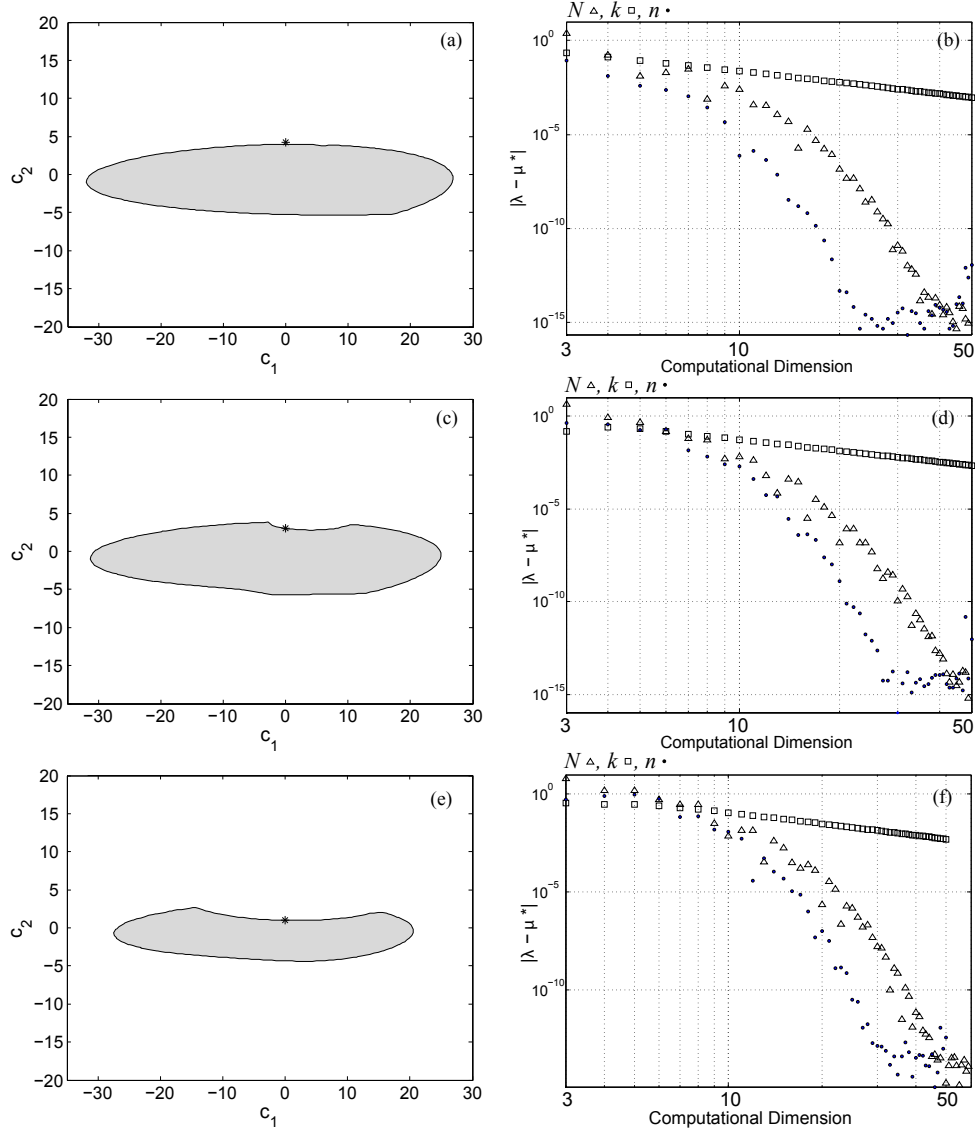 (a)
20
15
10
5
0
−5
−10
−15
−20
c2
−30 −20 −10 0 10 20 30
c1
N △, k □, n •
(b)
10^0
10^−5
10^−10
10^−15
|λ − μ*|
3 10 50
Computational Dimension
(c)
20
15
10
5
0
−5
−10
−15
−20
c2
−30 −20 −10 0 10 20 30
c1
N △, k □, n •
(d)
10^0
10^−5
10^−10
10^−15
|λ − μ*|
3 10 50
Computational Dimension
(e)
20
15
10
5
0
−5
−10
−15
−20
c2
−30 −20 −10 0 10 20 30
c1
N △, k □, n •
(f)
10^0
10^−5
10^−10
|λ − μ*|
3 10 50
Computational Dimension